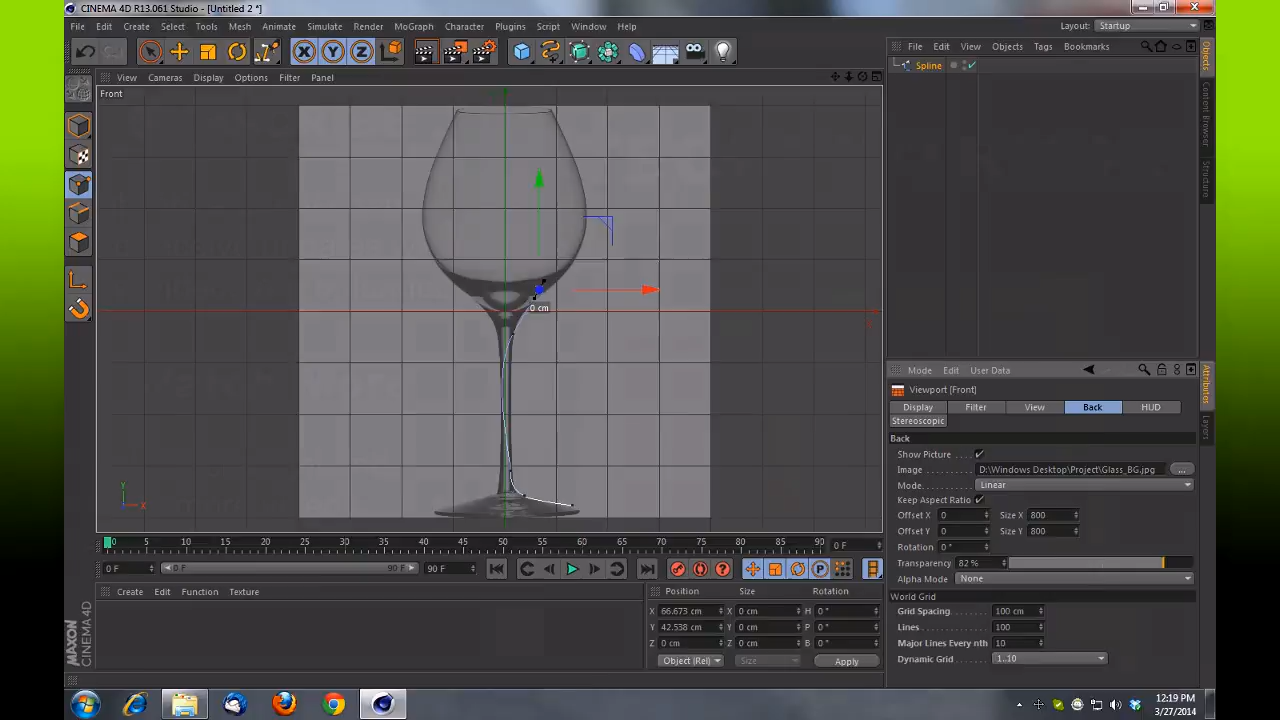 CINEMA 4D R13.061 Studio - [Untitled 2 *]
File Edit Create Select Tools Mesh Animate Simulate Render MoGraph Character Plugins Script Window Help
Layout: Startup
View Cameras Display Options Filter Panel
Front
0 cm
Y
X
0 5 10 15 20 25 30 35 40 45 50 55 60 65 70 75 80 85 90 0 F
0 F 0 F 90 F 90 F
Create Edit Function Texture
Position Size Rotation
X 66.673 cm X 0 cm H 0 °
Y 42.538 cm Y 0 cm P 0 °
Z 0 cm Z 0 cm B 0 °
Object (Rel) Size Apply
MAXON
CINEMA 4D
File Edit View Objects Tags Bookmarks
Spline
Objects
Content Browser
Structure
Mode Edit User Data
Viewport [Front]
Display Filter View Back HUD
Stereoscopic
Back
Show Picture
Image D:\Windows Desktop\Project\Glass_BG.jpg ...
Mode Linear
Keep Aspect Ratio
Offset X 0 Size X 800
Offset Y 0 Size Y 800
Rotation 0 °
Transparency 82 %
Alpha Mode None
World Grid
Grid Spacing 100 cm
Lines 100
Major Lines Every nth 10
Dynamic Grid 1..10
Attributes
Layers
12:19 PM
3/27/2014